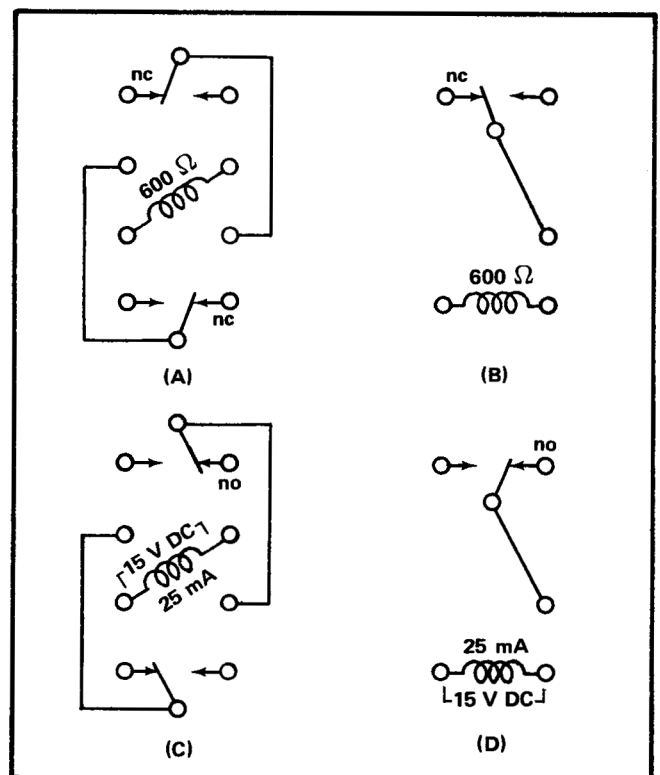 nc
600 Ω
nc
(A)
nc
600 Ω
(B)
no
15 V DC
25 mA
(C)
no
25 mA
15 V DC
(D)